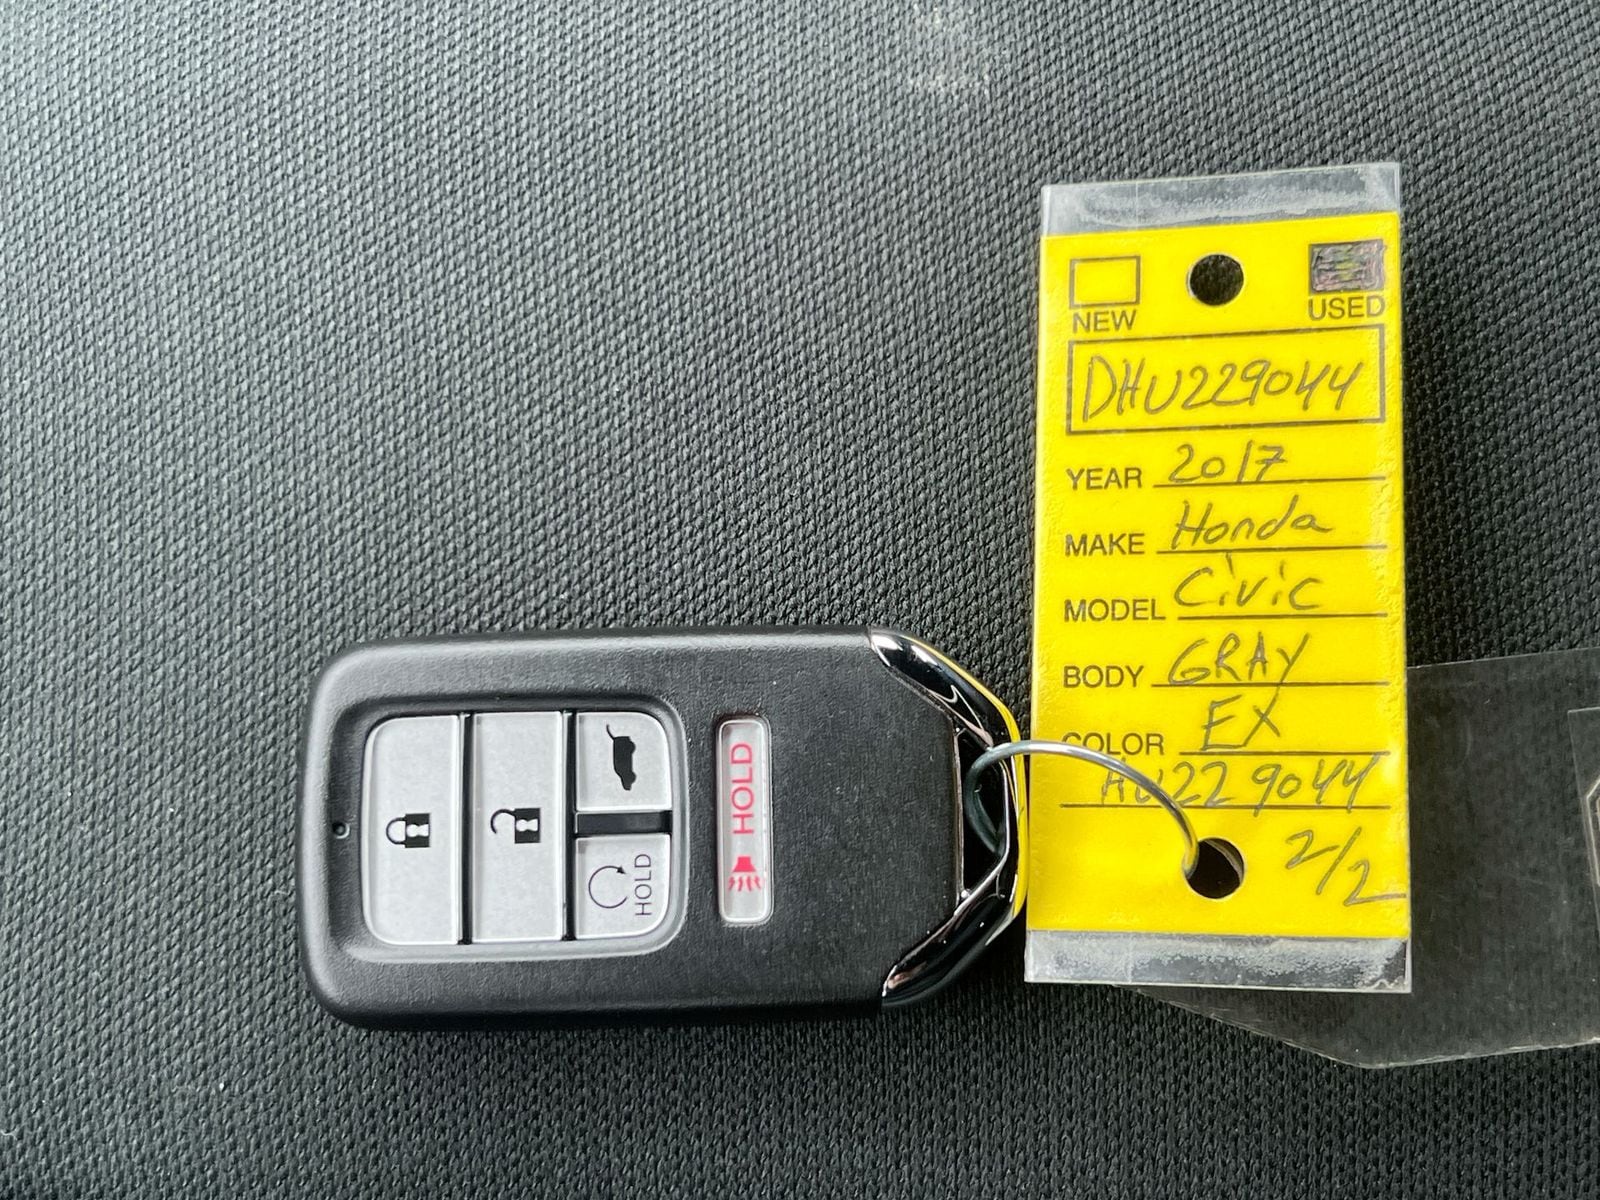 NEW USED
DHU229044
YEAR 2017
MAKE Honda
MODEL Civic
BODY GRAY
COLOR EX
HU229044
2/2
HOLD
HOLD